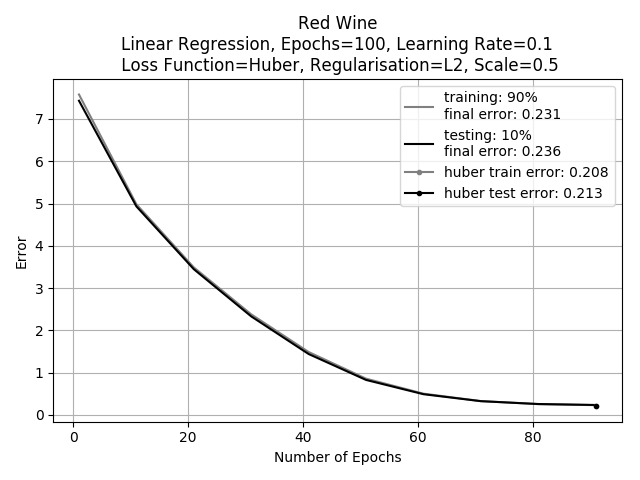 Red Wine
Linear Regression, Epochs=100, Learning Rate=0.1
Loss Function=Huber, Regularisation=L2, Scale=0.5
training: 90%
final error: 0.231
testing: 10%
final error: 0.236
huber train error: 0.208
huber test error: 0.213
Error
7
6
5
4
3
2
1
0
0 20 40 60 80
Number of Epochs